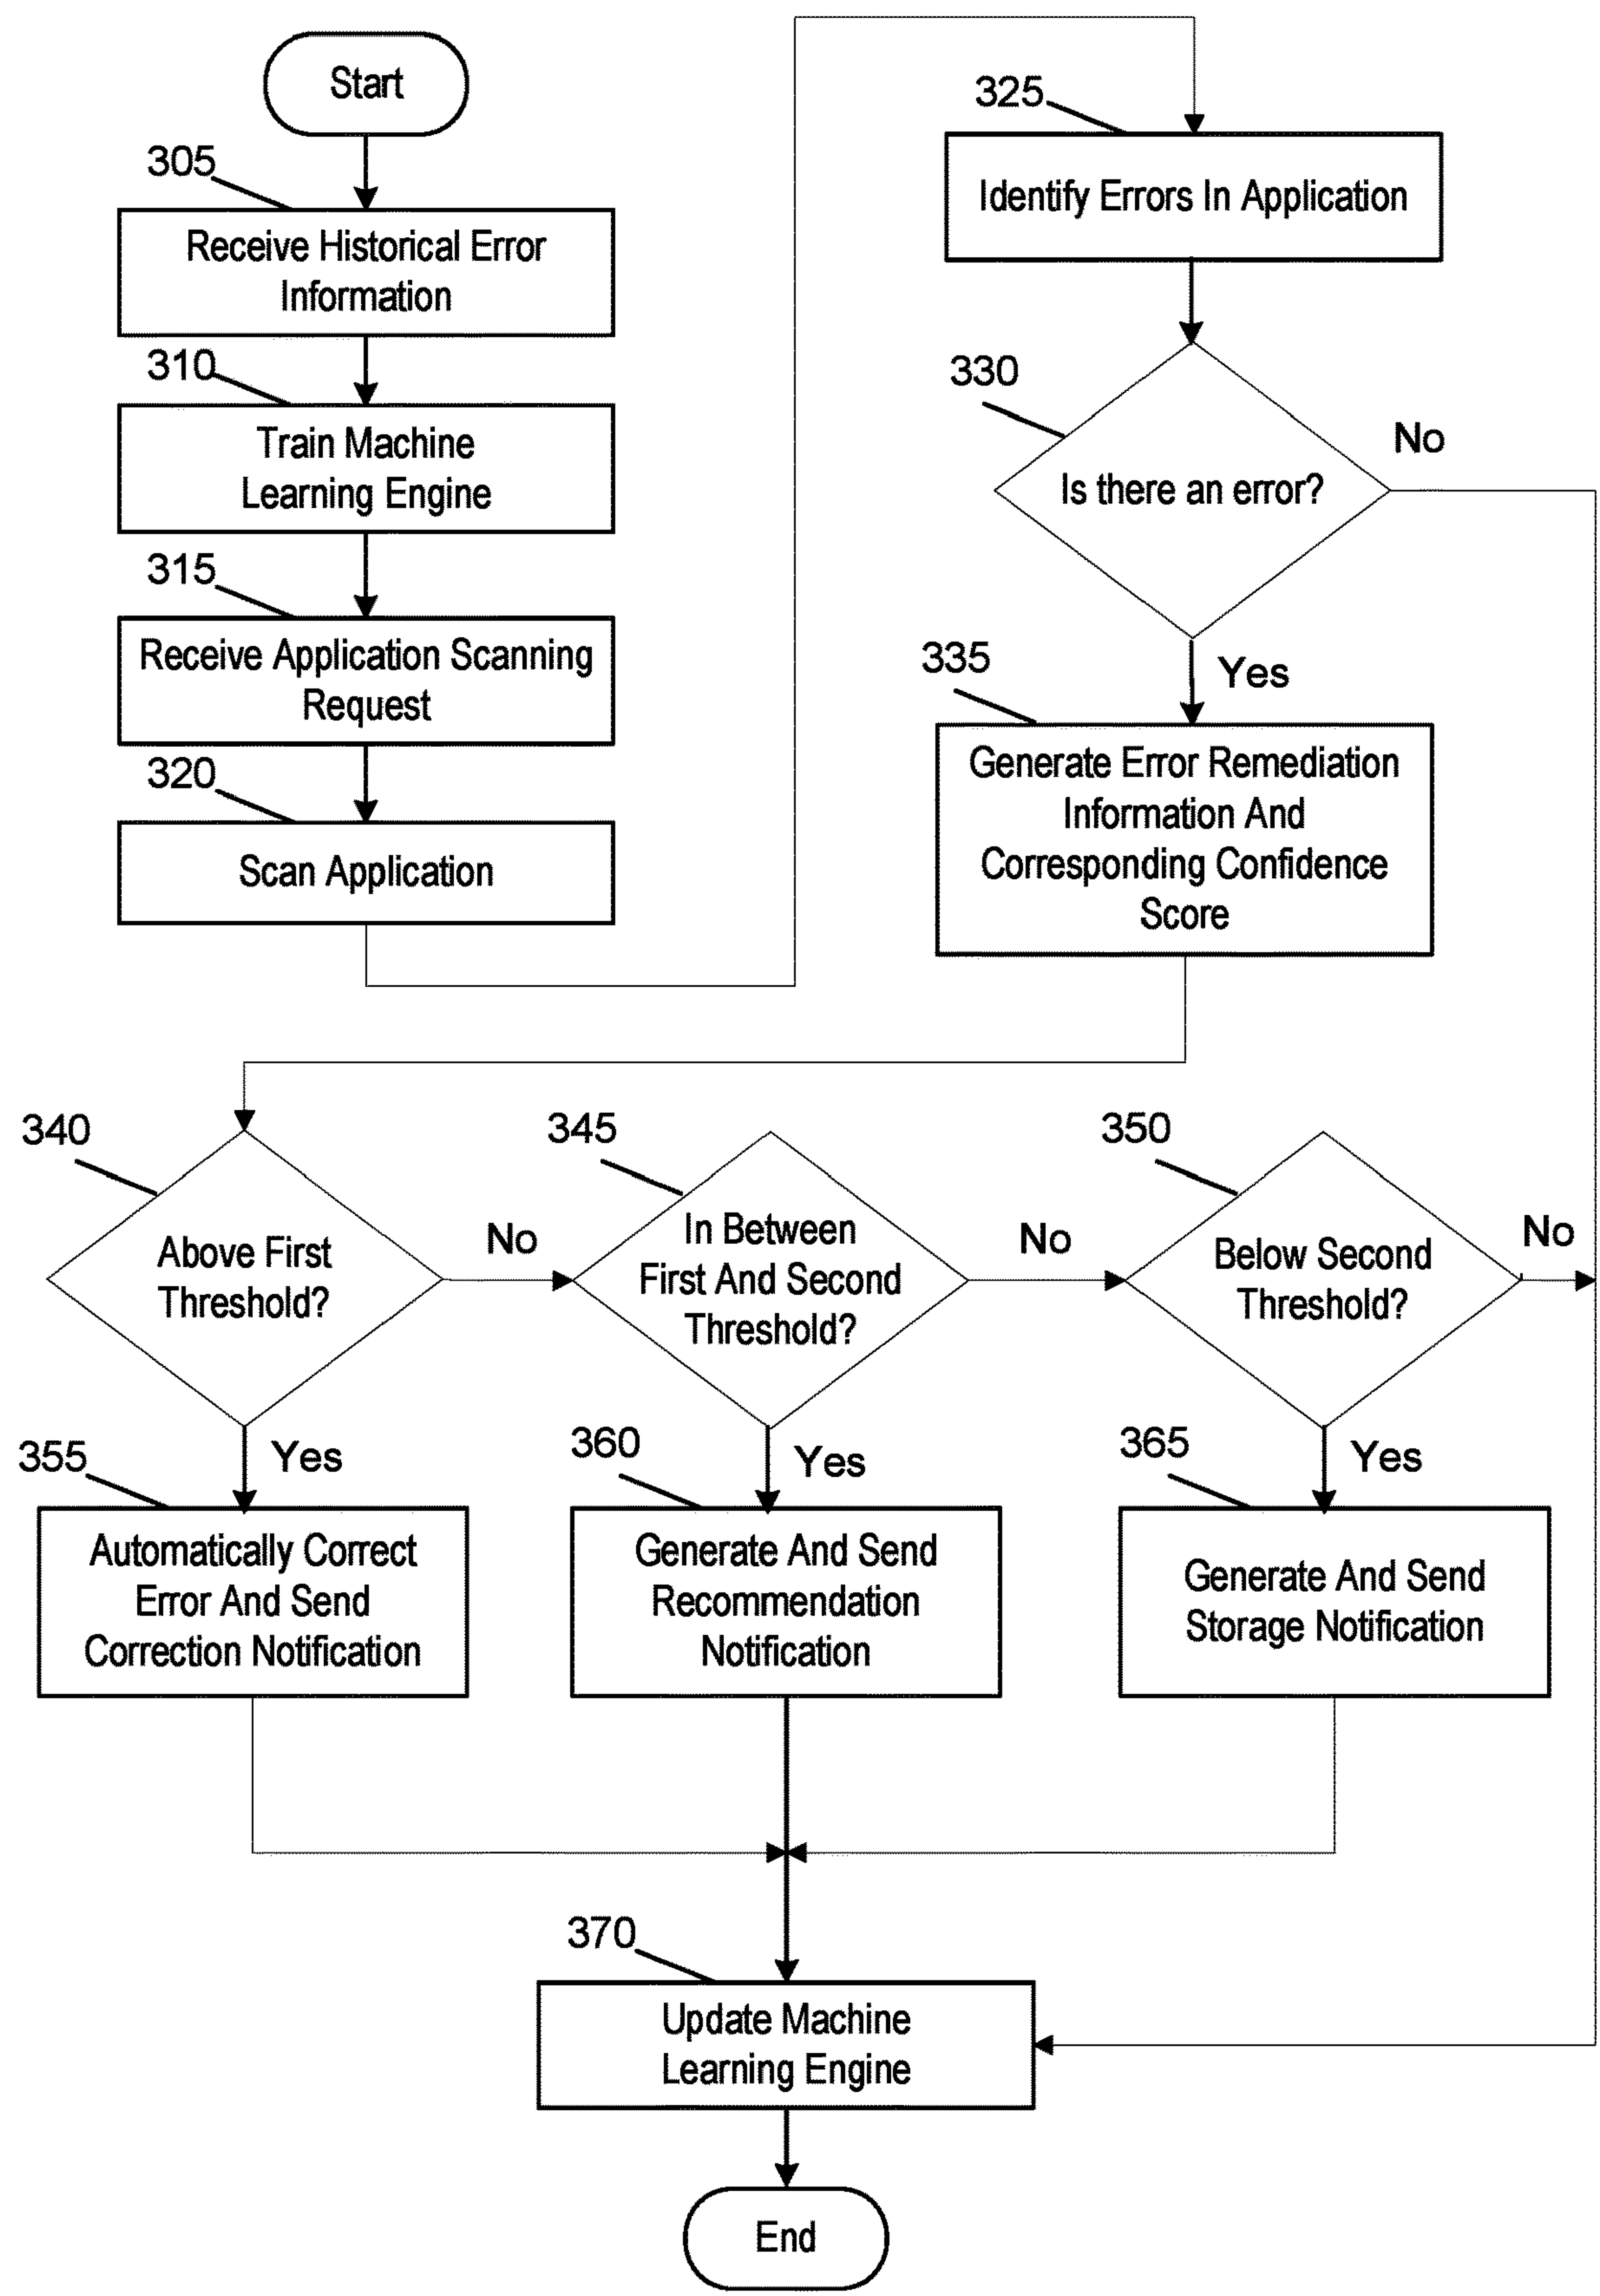 Start
305
Receive Historical Error
Information
310
Train Machine
Learning Engine
315
Receive Application Scanning
Request
320
Scan Application
325
Identify Errors In Application
330
Is there an error?
No
Yes
335
Generate Error Remediation
Information And
Corresponding Confidence
Score
340
Above First
Threshold?
No
345
In Between
First And Second
Threshold?
No
350
Below Second
Threshold?
No
Yes
355
Automatically Correct
Error And Send
Correction Notification
Yes
360
Generate And Send
Recommendation
Notification
Yes
365
Generate And Send
Storage Notification
370
Update Machine
Learning Engine
End